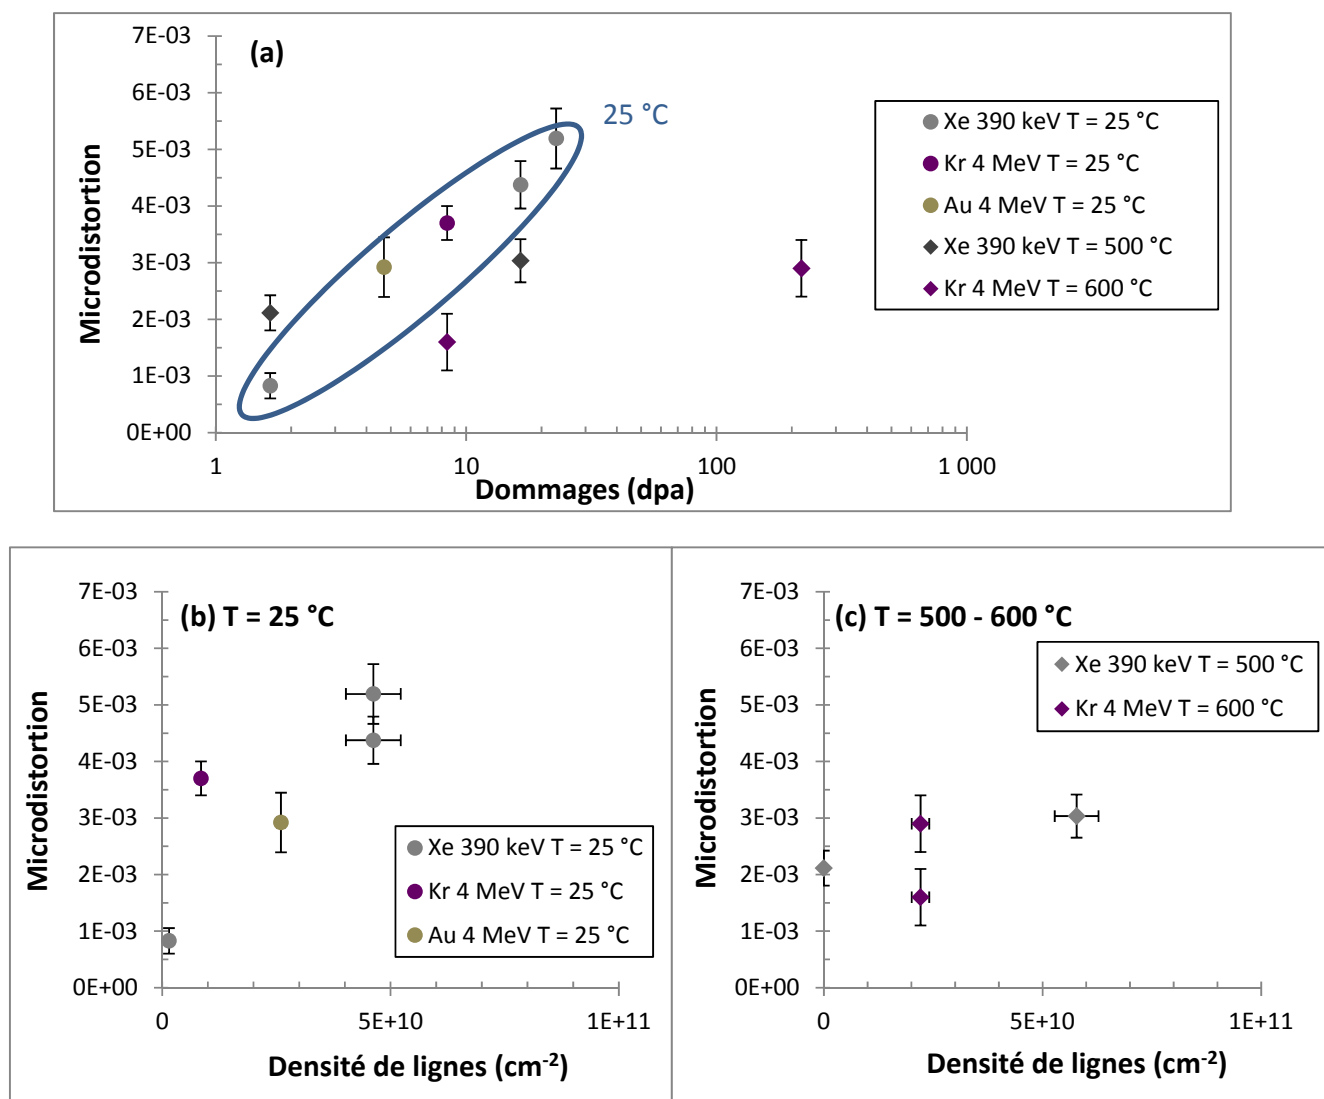 (a)
7E-03
6E-03
5E-03
4E-03
3E-03
2E-03
1E-03
0E+00
Microdistortion
25 °C
Xe 390 keV T = 25 °C
Kr 4 MeV T = 25 °C
Au 4 MeV T = 25 °C
Xe 390 keV T = 500 °C
Kr 4 MeV T = 600 °C
1
10
100
1 000
Dommages (dpa)
(b) T = 25 °C
7E-03
6E-03
5E-03
4E-03
3E-03
2E-03
1E-03
0E+00
Microdistortion
Xe 390 keV T = 25 °C
Kr 4 MeV T = 25 °C
Au 4 MeV T = 25 °C
0
5E+10
1E+11
Densité de lignes (cm⁻²)
(c) T = 500 - 600 °C
7E-03
6E-03
5E-03
4E-03
3E-03
2E-03
1E-03
0E+00
Microdistortion
Xe 390 keV T = 500 °C
Kr 4 MeV T = 600 °C
0
5E+10
1E+11
Densité de lignes (cm⁻²)